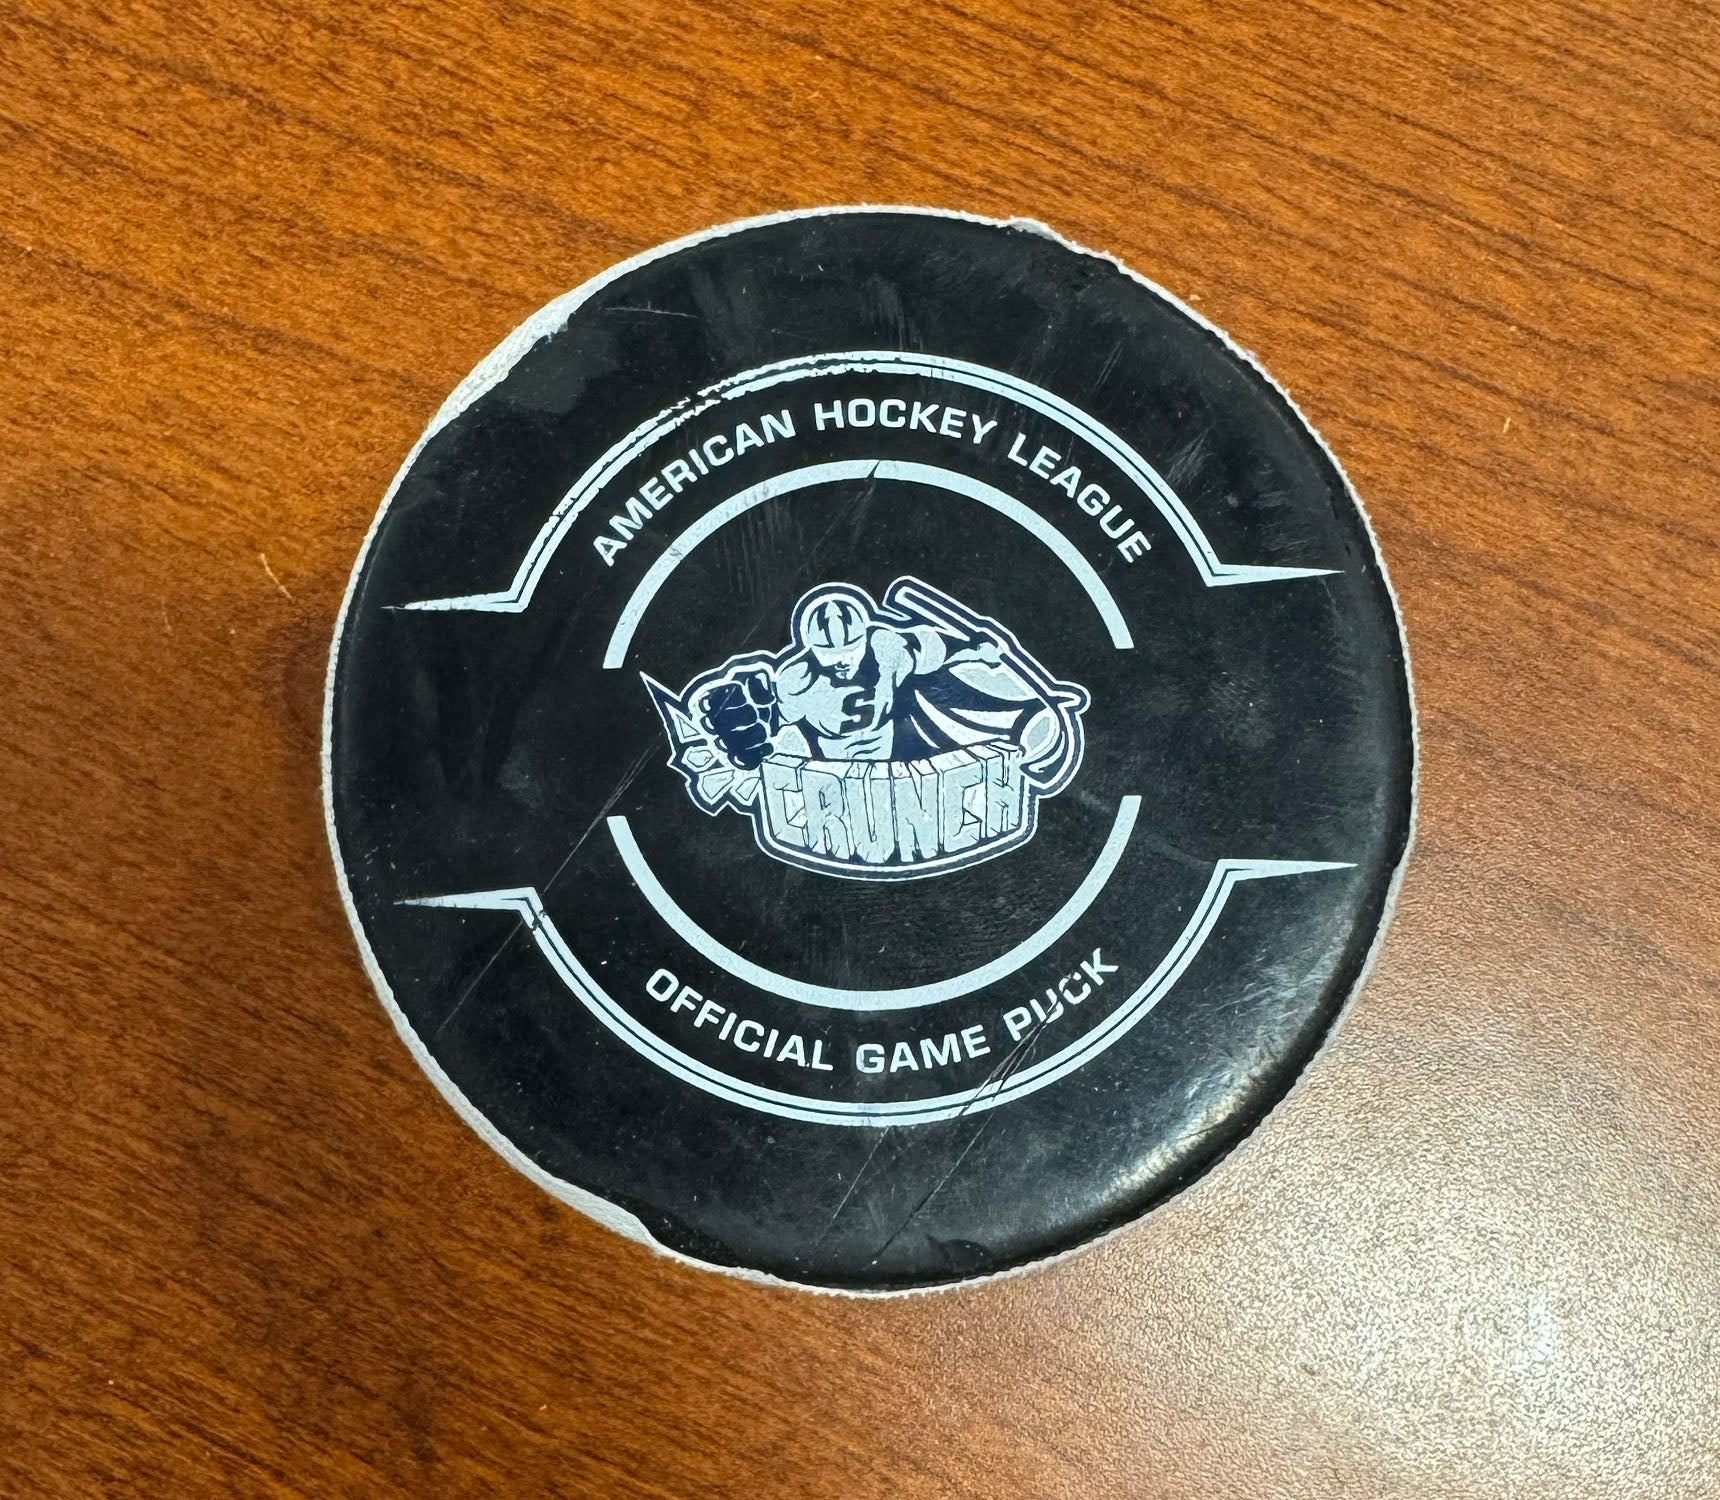 AMERICAN HOCKEY LEAGUE
S
CRUNCH
OFFICIAL GAME PUCK